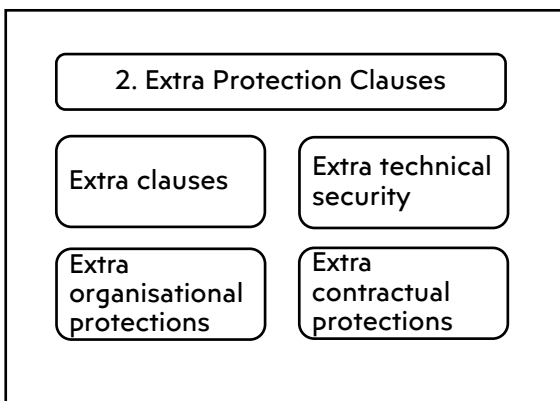 2. Extra Protection Clauses
Extra clauses
Extra technical
security
Extra
organisational
protections
Extra
contractual
protections